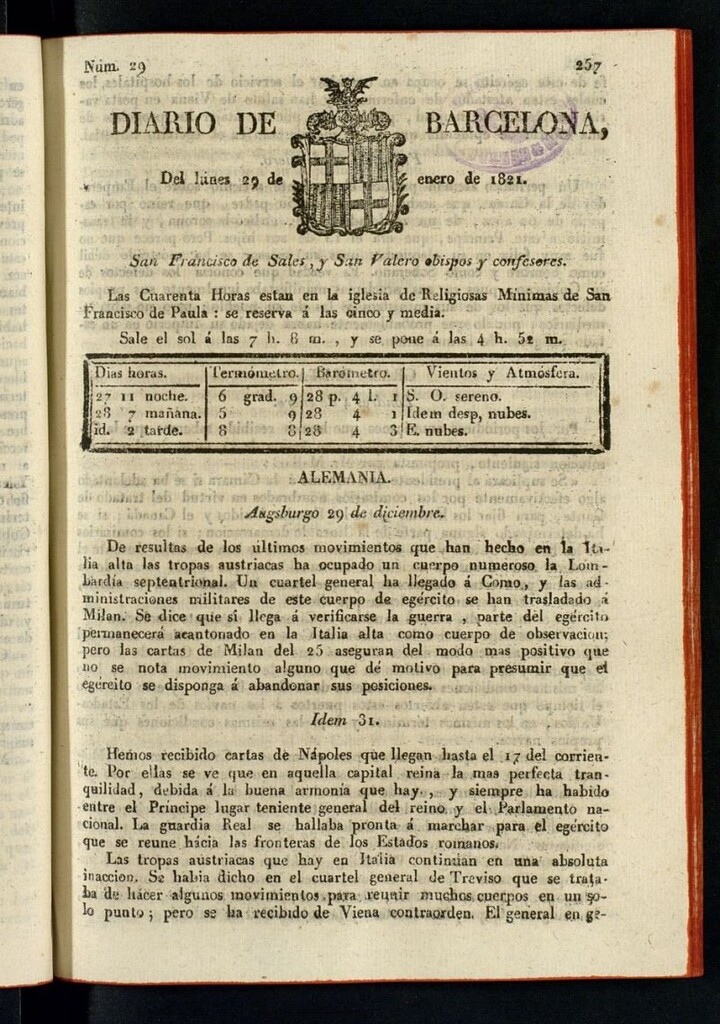 Núm. 29 257
DIARIO DE BARCELONA,
Del lúnes 29 de enero de 1821.
San Francisco de Sales, y San Valero obispos y confesores.
Las Cuarenta Horas estan en la iglesia de Religiosas Mínimas de San
Francisco de Paula : se reserva á las cinco y media.
Sale el sol á las 7 h. 8 m. , y se pone á las 4 h. 52 m.
Dias horas. Termómetro. Barómetro. Vientos y Atmósfera.
27 11 noche. 6 grad. 9 28 p. 4 l. 1 S. O. sereno.
28 7 mañana. 5 9 28 4 1 Idem desp, nubes.
id. 2 tarde. 8 8 28 4 3 E. nubes.
ALEMANIA.
Augsburgo 29 de diciembre.
De resultas de los últimos movimientos que han hecho en la Ita-
lia alta las tropas austriacas ha ocupado un cuerpo numeroso la Lom-
bardía septentrional. Un cuartel general ha llegado á Como, y las ad-
ministraciones militares de este cuerpo de egército se han trasladado á
Milan. Se dice que si llega á verificarse la guerra , parte del egército
permanecerá acantonado en la Italia alta como cuerpo de observacion;
pero las cartas de Milan del 25 aseguran del modo mas positivo que
no se nota movimiento alguno que dé motivo para presumir que el
egército se disponga á abandonar sus posiciones.
Idem 31.
Hemos recibido cartas de Nápoles que llegan hasta el 17 del corrien-
te. Por ellas se ve que en aquella capital reina la mas perfecta tran-
quilidad, debida á la buena armonía que hay , y siempre ha habido
entre el Príncipe lugar teniente general del reino y el Parlamento na-
cional. La guardia Real se hallaba pronta á marchar para el egército
que se reune hácia las fronteras de los Estados romanos.
Las tropas austriacas que hay en Italia continúan en una absoluta
inaccion. Se habia dicho en el cuartel general de Treviso que se trata-
ba de hacer algunos movimientos para reunir muchos cuerpos en un so-
lo punto ; pero se ha recibido de Viena contraorden. El general en ge-